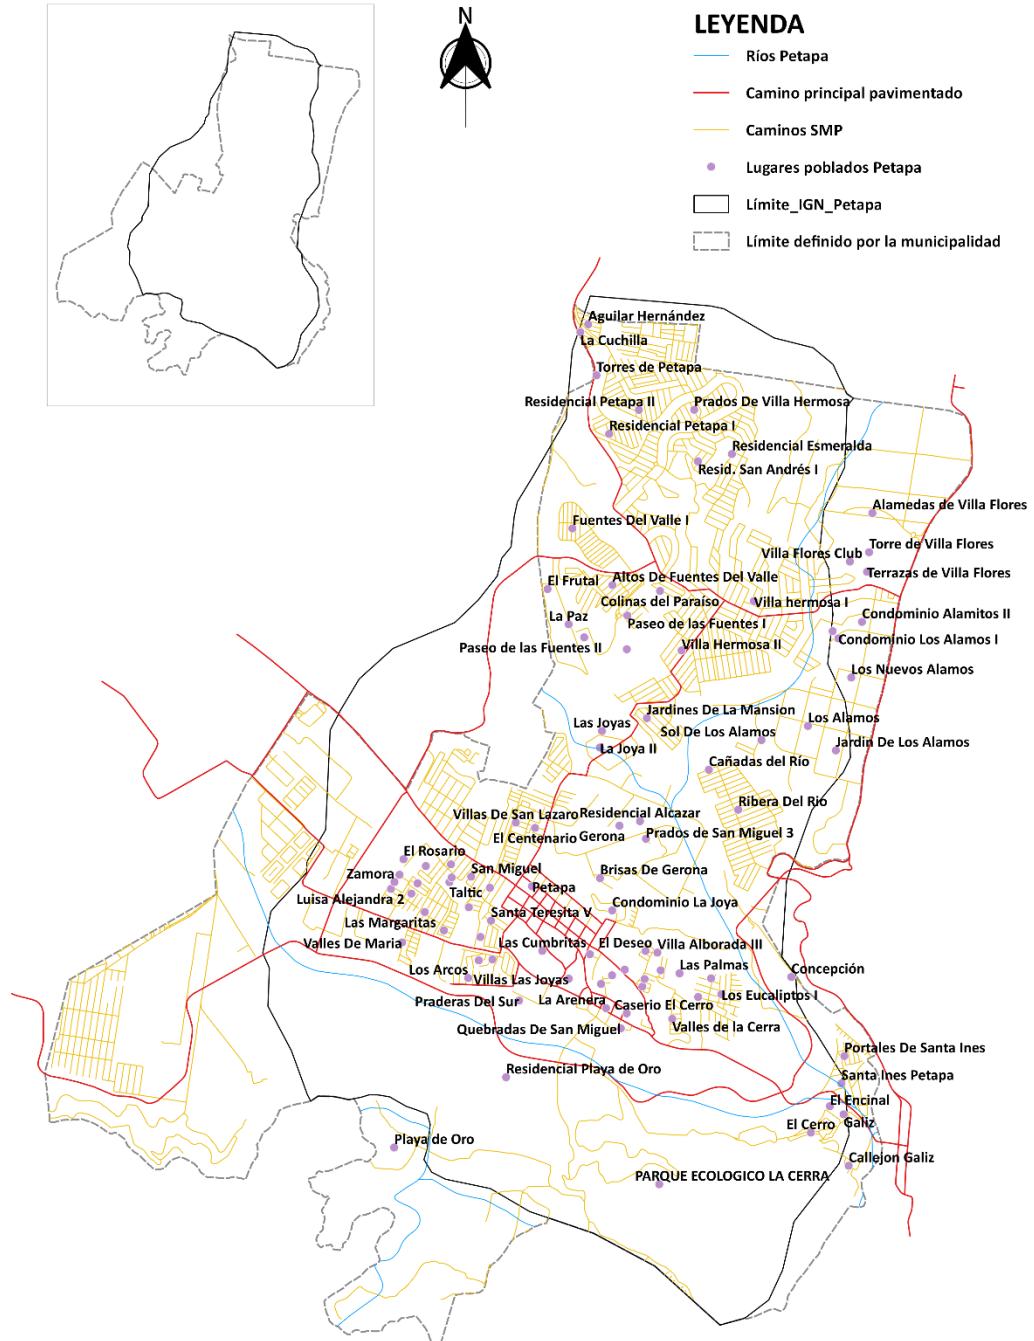 N
LEYENDA
Ríos Petapa
Camino principal pavimentado
Caminos SMP
Lugares poblados Petapa
Límite_IGN_Petapa
Límite definido por la municipalidad
Aguilar Hernández
La Cuchilla
Torres de Petapa
Residencial Petapa II
Prados De Villa Hermosa
Residencial Petapa I
Residencial Esmeralda
Resid. San Andrés I
Alamedas de Villa Flores
Fuentes Del Valle I
Torre de Villa Flores
Villa Flores Club
Terrazas de Villa Flores
El Frutal
Altos De Fuentes Del Valle
Colinas del Paraíso
Villa hermosa I
Condominio Alamitos II
La Paz
Paseo de las Fuentes I
Condominio Los Alamos I
Paseo de las Fuentes II
Villa Hermosa II
Los Nuevos Alamos
Jardines De La Mansion
Las Joyas
Los Alamos
Sol De Los Alamos
La Joya II
Jardin De Los Alamos
Cañadas del Río
Ribera Del Rio
Villas De San Lazaro
Residencial Alcazar
El Centenario
Gerona
Prados de San Miguel 3
El Rosario
San Miguel
Brisas De Gerona
Zamora
Petapa
Luisa Alejandra 2
Taltic
Condominio La Joya
Santa Teresita V
Las Margaritas
Valles De Maria
Las Cumbritas
El Deseo
Villa Alborada III
Los Arcos
Las Palmas
Concepción
Villas Las Joyas
Praderas Del Sur
La Arenera
Los Eucaliptos I
Caserio El Cerro
Quebradas De San Miguel
Valles de la Cerra
Portales De Santa Ines
Residencial Playa de Oro
Santa Ines Petapa
El Encinal
El Cerro
Galiz
Playa de Oro
Callejon Galiz
PARQUE ECOLOGICO LA CERRA